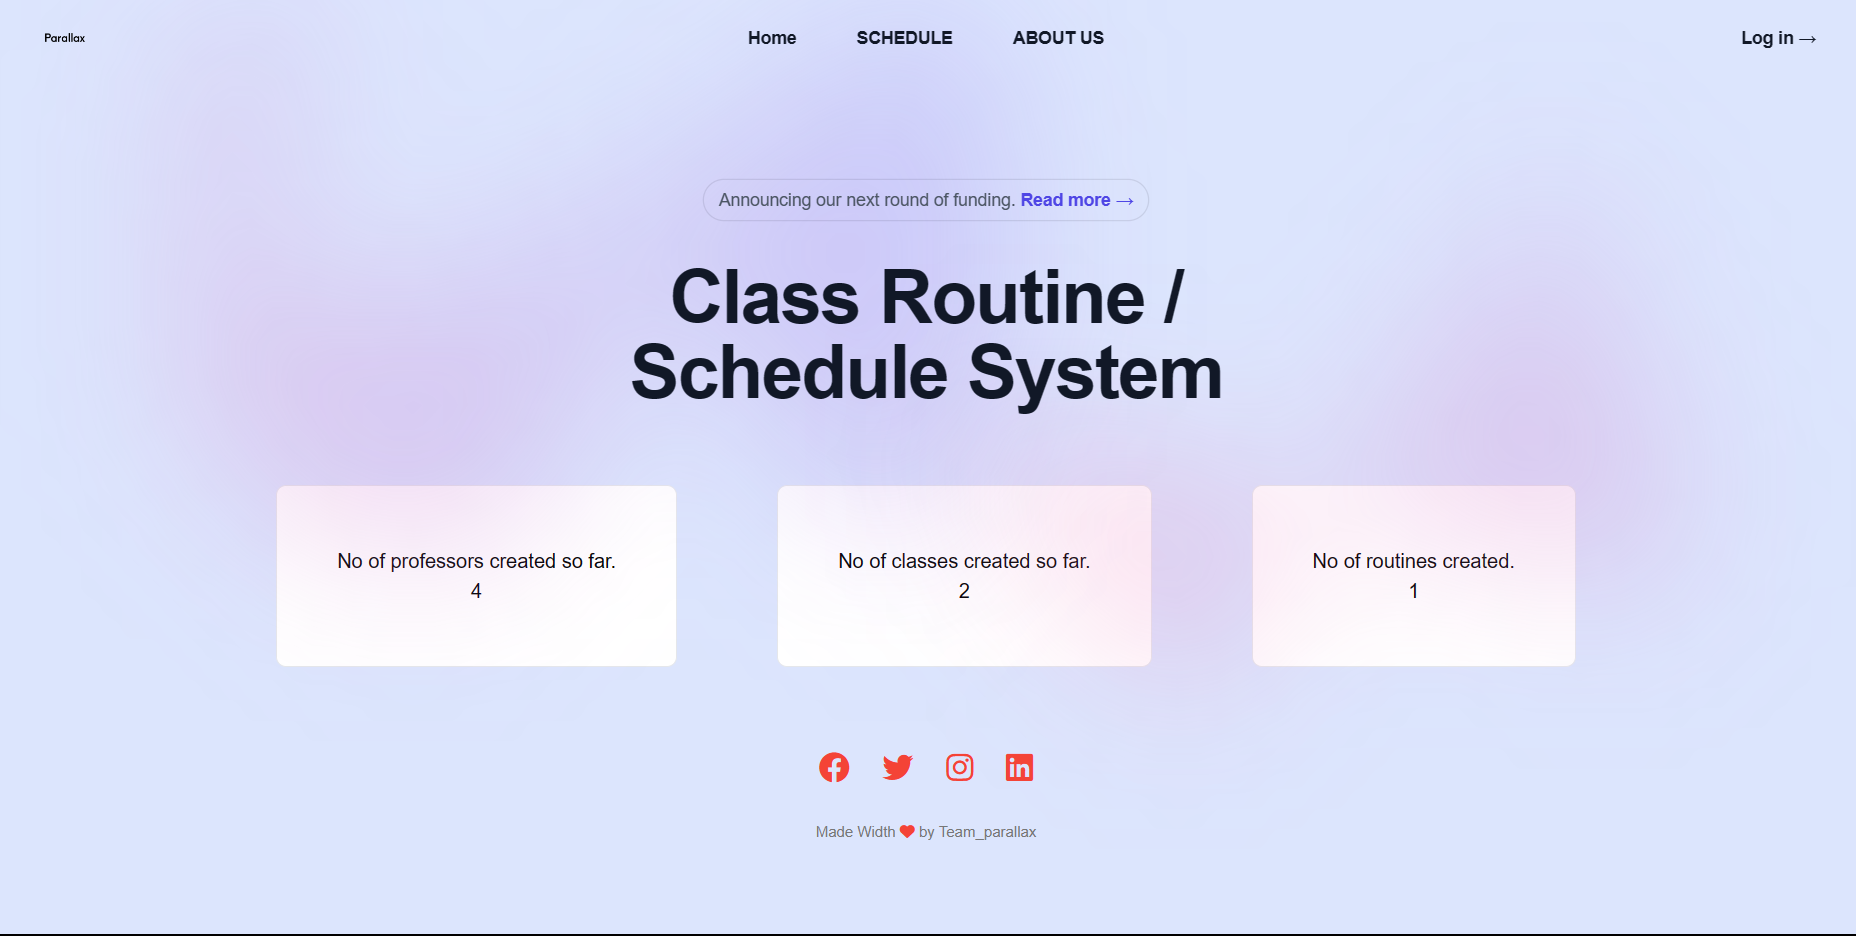 Parallax
Home
SCHEDULE
ABOUT US
Log in →
Announcing our next round of funding. Read more →
Class Routine /
Schedule System
No of professors created so far.
4
No of classes created so far.
2
No of routines created.
1
Made Width ❤ by Team_parallax